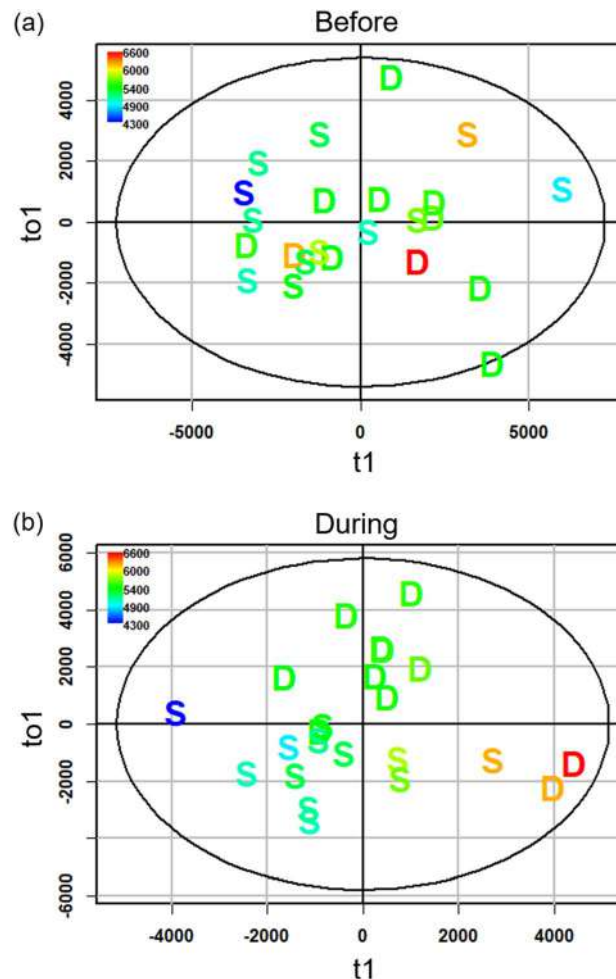 (a)
Before
6600
6000
5400
4900
4300
D
S S
S
S S
D D D
S S D
S
D
D S S D
D
S S D
D
4000
2000
0
-2000
-4000
to1
-5000 0 5000
t1
(b)
During
6600
6000
5400
4900
4300
D
D
D
D
D D
D
S
S
D S
S S S
S D
S S S
D
S
S
6000
4000
2000
0
-2000
-6000
to1
-4000 -2000 0 2000 4000
t1